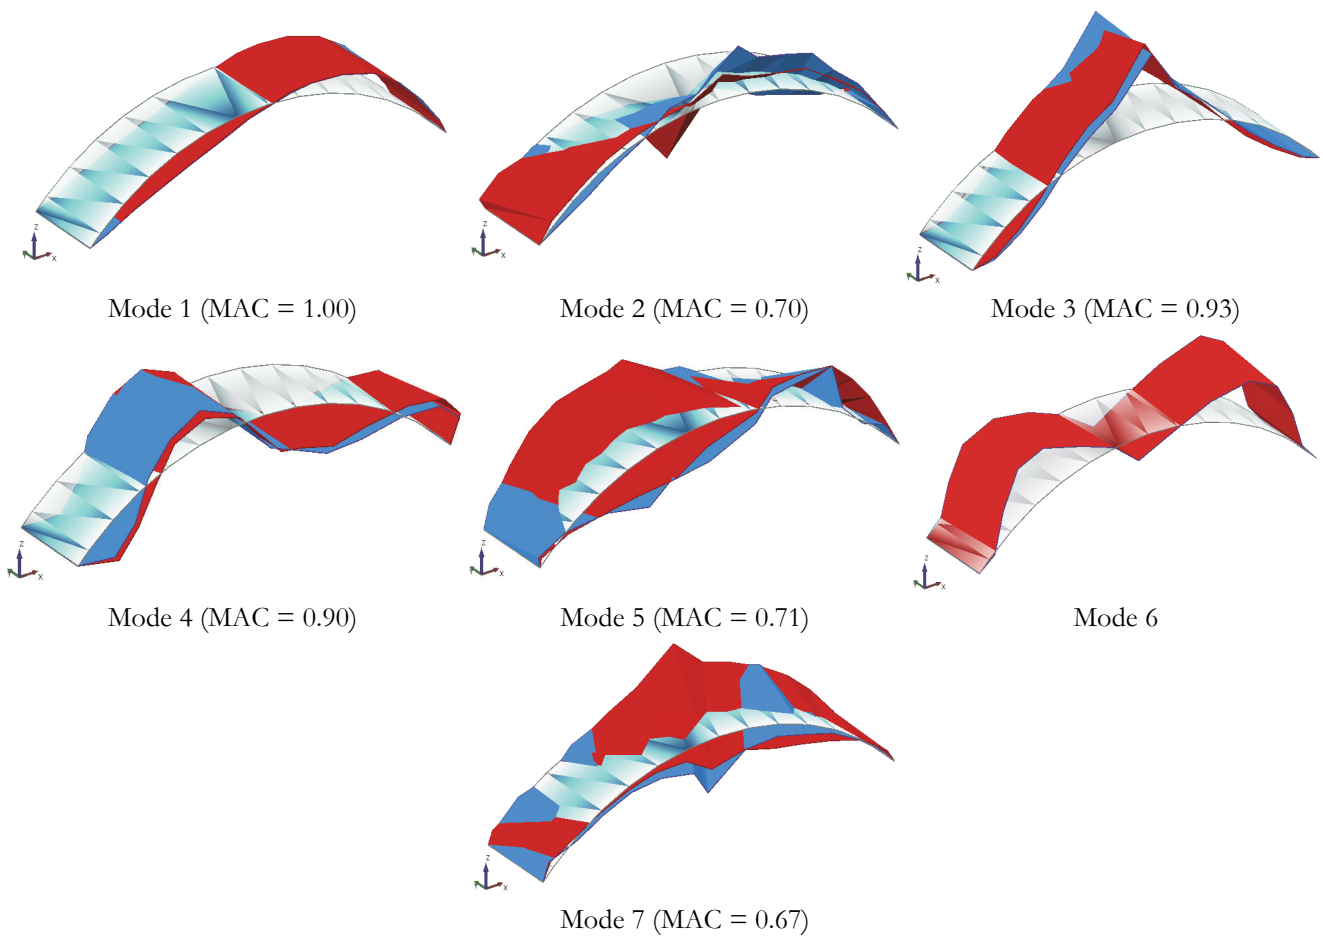 z
x
Mode 1 (MAC = 1.00)
z
x
Mode 2 (MAC = 0.70)
z
x
Mode 3 (MAC = 0.93)
z
x
Mode 4 (MAC = 0.90)
z
x
Mode 5 (MAC = 0.71)
z
x
Mode 6
z
x
Mode 7 (MAC = 0.67)